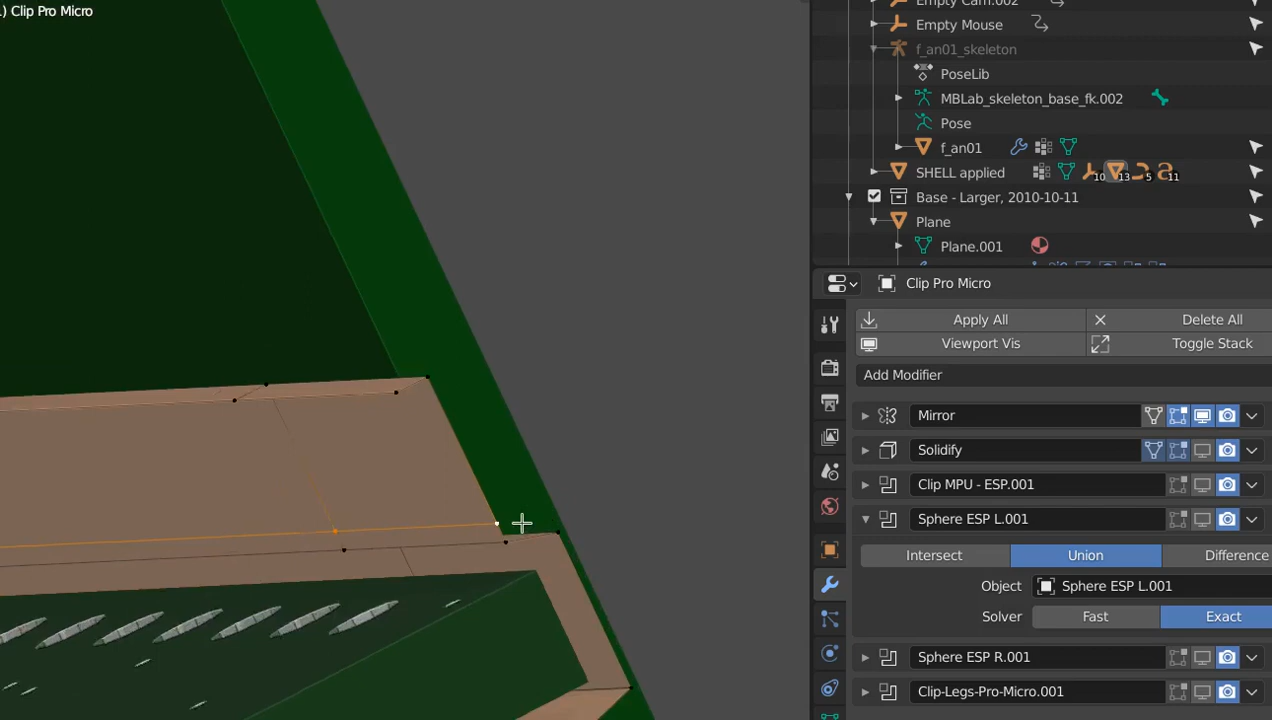 ) Clip Pro Micro
Empty Cam.002
Empty Mouse
f_an01_skeleton
PoseLib
MBLab_skeleton_base_fk.002
Pose
f_an01
SHELL applied 10 13 5 11
Base - Larger, 2010-10-11
Plane
Plane.001
Clip Pro Micro
Apply All
Delete All
Viewport Vis
Toggle Stack
Add Modifier
Mirror
Solidify
Clip MPU - ESP.001
Sphere ESP L.001
Intersect Union Difference
Object Sphere ESP L.001
Solver Fast Exact
Sphere ESP R.001
Clip-Legs-Pro-Micro.001